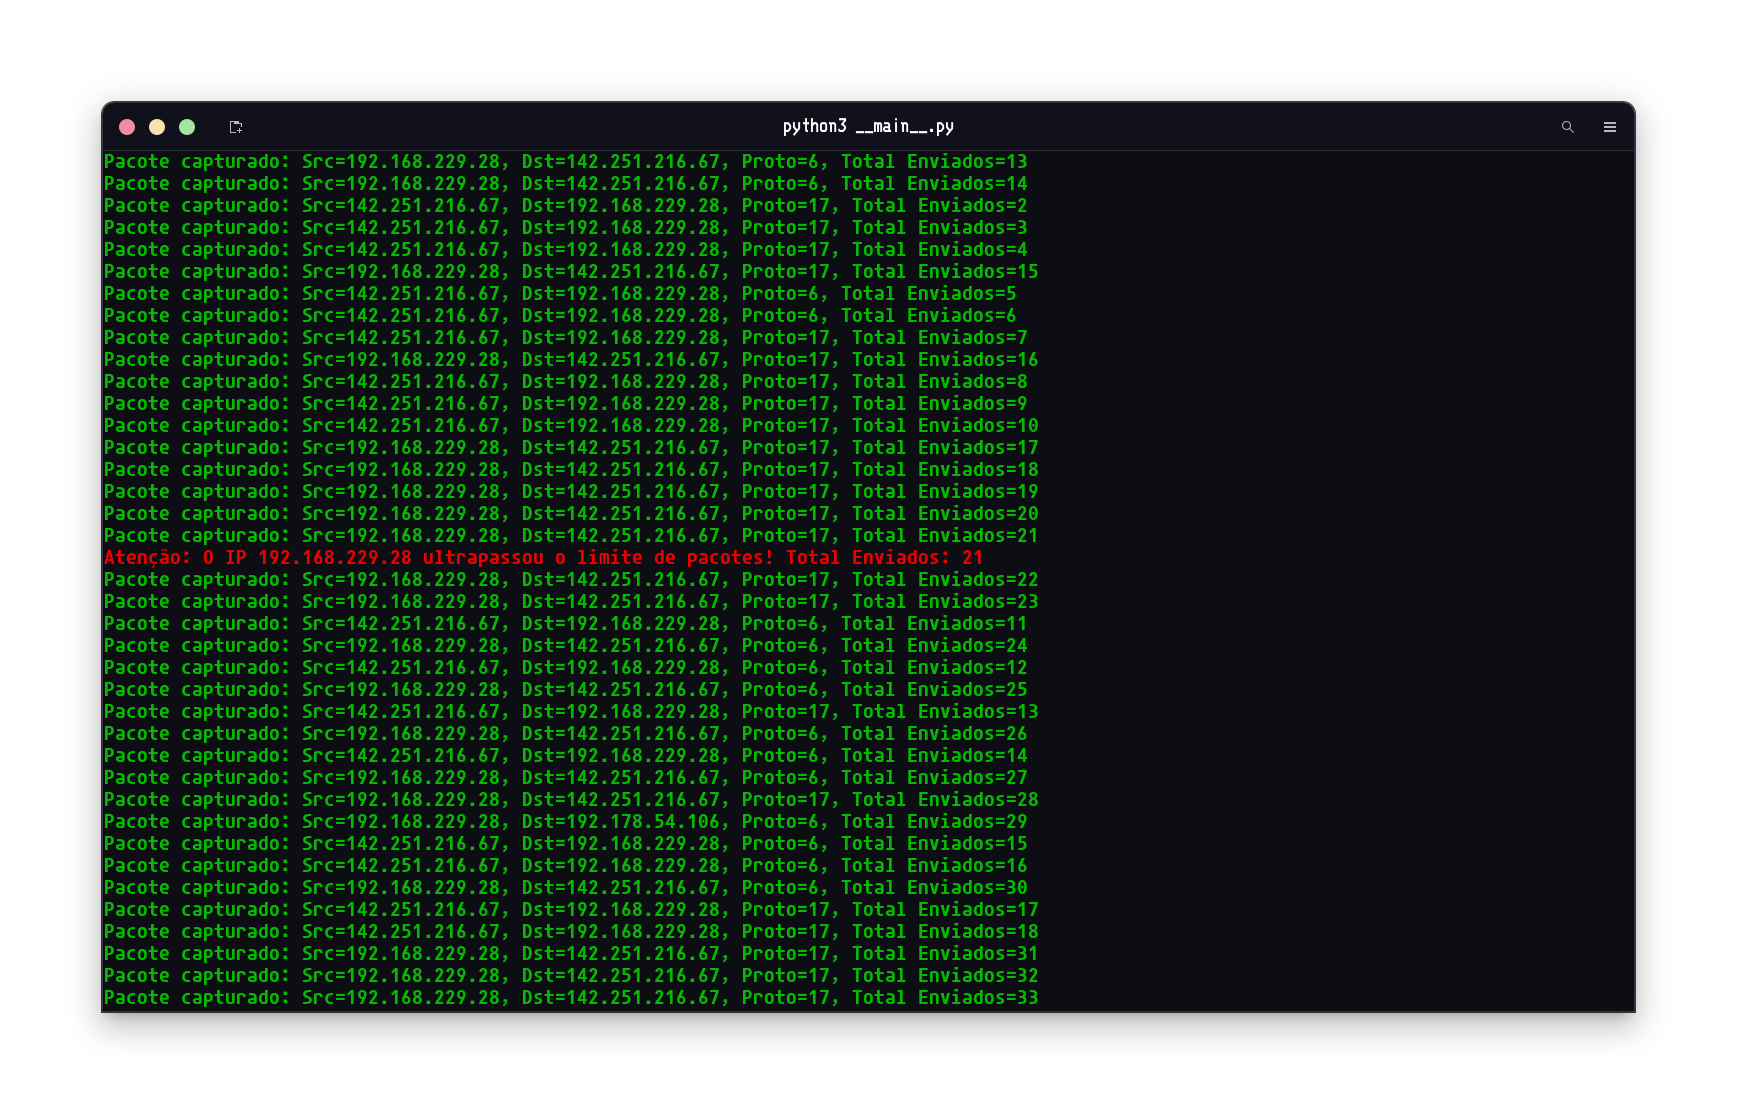 python3 __main__.py
Pacote capturado: Src=192.168.229.28, Dst=142.251.216.67, Proto=6, Total Enviados=13
Pacote capturado: Src=192.168.229.28, Dst=142.251.216.67, Proto=6, Total Enviados=14
Pacote capturado: Src=142.251.216.67, Dst=192.168.229.28, Proto=17, Total Enviados=2
Pacote capturado: Src=142.251.216.67, Dst=192.168.229.28, Proto=17, Total Enviados=3
Pacote capturado: Src=142.251.216.67, Dst=192.168.229.28, Proto=17, Total Enviados=4
Pacote capturado: Src=192.168.229.28, Dst=142.251.216.67, Proto=17, Total Enviados=15
Pacote capturado: Src=142.251.216.67, Dst=192.168.229.28, Proto=6, Total Enviados=5
Pacote capturado: Src=142.251.216.67, Dst=192.168.229.28, Proto=6, Total Enviados=6
Pacote capturado: Src=142.251.216.67, Dst=192.168.229.28, Proto=17, Total Enviados=7
Pacote capturado: Src=192.168.229.28, Dst=142.251.216.67, Proto=17, Total Enviados=16
Pacote capturado: Src=142.251.216.67, Dst=192.168.229.28, Proto=17, Total Enviados=8
Pacote capturado: Src=142.251.216.67, Dst=192.168.229.28, Proto=17, Total Enviados=9
Pacote capturado: Src=142.251.216.67, Dst=192.168.229.28, Proto=17, Total Enviados=10
Pacote capturado: Src=192.168.229.28, Dst=142.251.216.67, Proto=17, Total Enviados=17
Pacote capturado: Src=192.168.229.28, Dst=142.251.216.67, Proto=17, Total Enviados=18
Pacote capturado: Src=192.168.229.28, Dst=142.251.216.67, Proto=17, Total Enviados=19
Pacote capturado: Src=192.168.229.28, Dst=142.251.216.67, Proto=17, Total Enviados=20
Pacote capturado: Src=192.168.229.28, Dst=142.251.216.67, Proto=17, Total Enviados=21
Atenção: O IP 192.168.229.28 ultrapassou o limite de pacotes! Total Enviados: 21
Pacote capturado: Src=192.168.229.28, Dst=142.251.216.67, Proto=17, Total Enviados=22
Pacote capturado: Src=192.168.229.28, Dst=142.251.216.67, Proto=17, Total Enviados=23
Pacote capturado: Src=142.251.216.67, Dst=192.168.229.28, Proto=6, Total Enviados=11
Pacote capturado: Src=192.168.229.28, Dst=142.251.216.67, Proto=6, Total Enviados=24
Pacote capturado: Src=142.251.216.67, Dst=192.168.229.28, Proto=6, Total Enviados=12
Pacote capturado: Src=192.168.229.28, Dst=142.251.216.67, Proto=6, Total Enviados=25
Pacote capturado: Src=142.251.216.67, Dst=192.168.229.28, Proto=17, Total Enviados=13
Pacote capturado: Src=192.168.229.28, Dst=142.251.216.67, Proto=6, Total Enviados=26
Pacote capturado: Src=142.251.216.67, Dst=192.168.229.28, Proto=6, Total Enviados=14
Pacote capturado: Src=192.168.229.28, Dst=142.251.216.67, Proto=6, Total Enviados=27
Pacote capturado: Src=192.168.229.28, Dst=142.251.216.67, Proto=17, Total Enviados=28
Pacote capturado: Src=192.168.229.28, Dst=192.178.54.106, Proto=6, Total Enviados=29
Pacote capturado: Src=142.251.216.67, Dst=192.168.229.28, Proto=6, Total Enviados=15
Pacote capturado: Src=142.251.216.67, Dst=192.168.229.28, Proto=6, Total Enviados=16
Pacote capturado: Src=192.168.229.28, Dst=142.251.216.67, Proto=6, Total Enviados=30
Pacote capturado: Src=142.251.216.67, Dst=192.168.229.28, Proto=17, Total Enviados=17
Pacote capturado: Src=142.251.216.67, Dst=192.168.229.28, Proto=17, Total Enviados=18
Pacote capturado: Src=192.168.229.28, Dst=142.251.216.67, Proto=17, Total Enviados=31
Pacote capturado: Src=192.168.229.28, Dst=142.251.216.67, Proto=17, Total Enviados=32
Pacote capturado: Src=192.168.229.28, Dst=142.251.216.67, Proto=17, Total Enviados=33